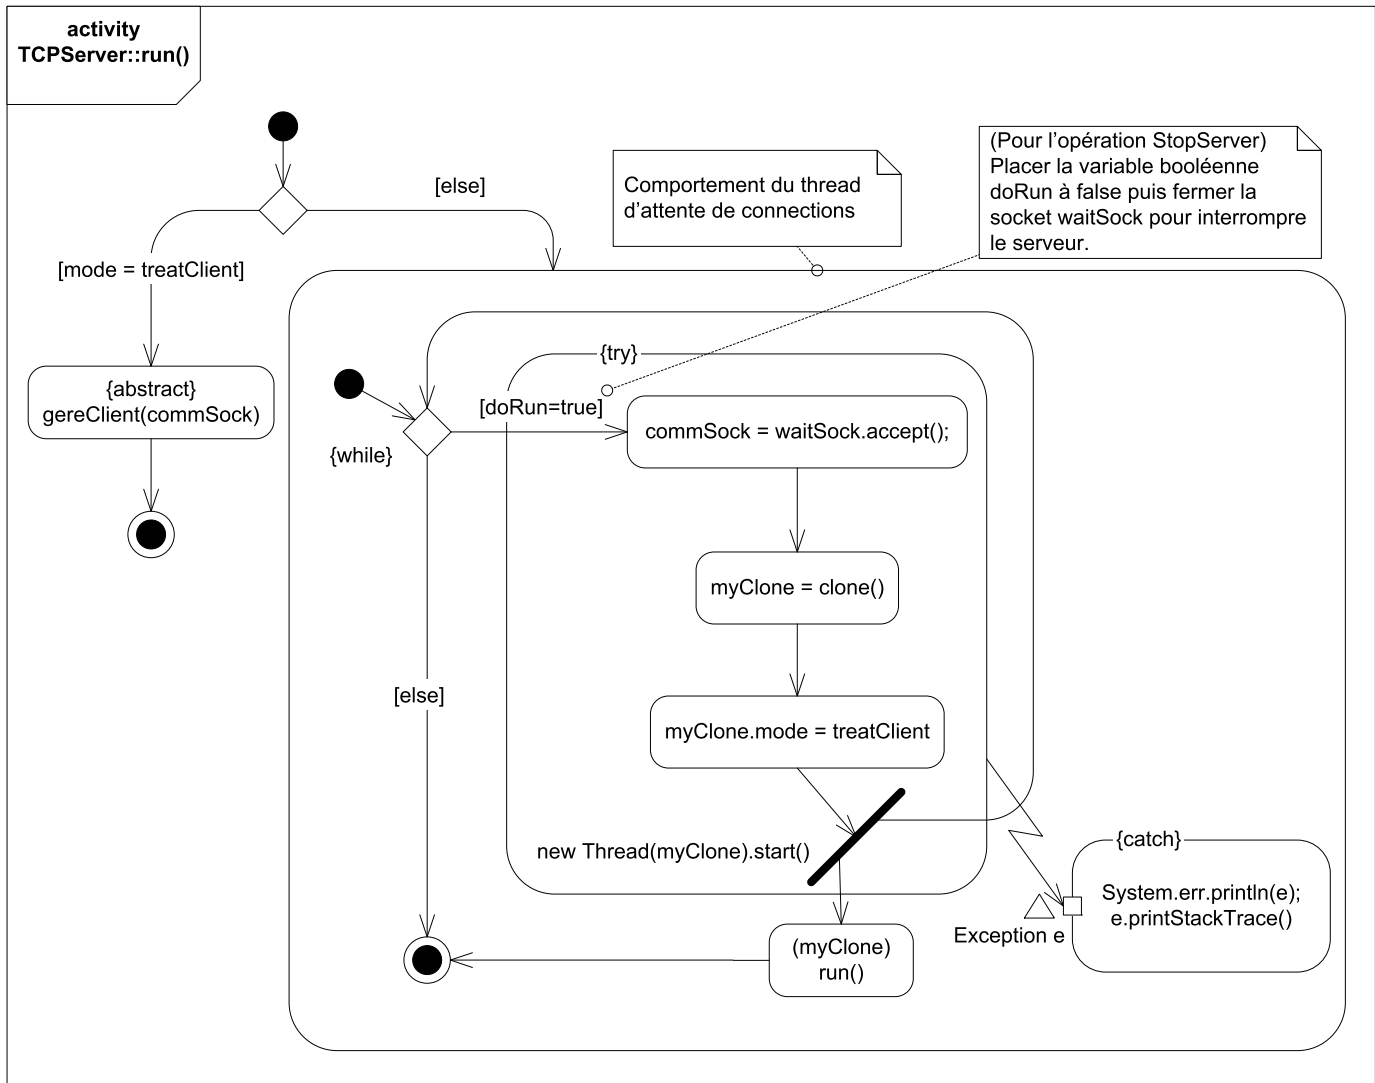 activity
TCPServer::run()
(Pour l’opération StopServer)
Placer la variable booléenne
doRun à false puis fermer la
socket waitSock pour interrompre
le serveur.
[else]
Comportement du thread
d’attente de connections
[mode = treatClient]
{try}
{abstract}
gereClient(commSock)
[doRun=true]
commSock = waitSock.accept();
{while}
myClone = clone()
[else]
myClone.mode = treatClient
new Thread(myClone).start()
{catch}
System.err.println(e);
e.printStackTrace()
Exception e
(myClone)
run()